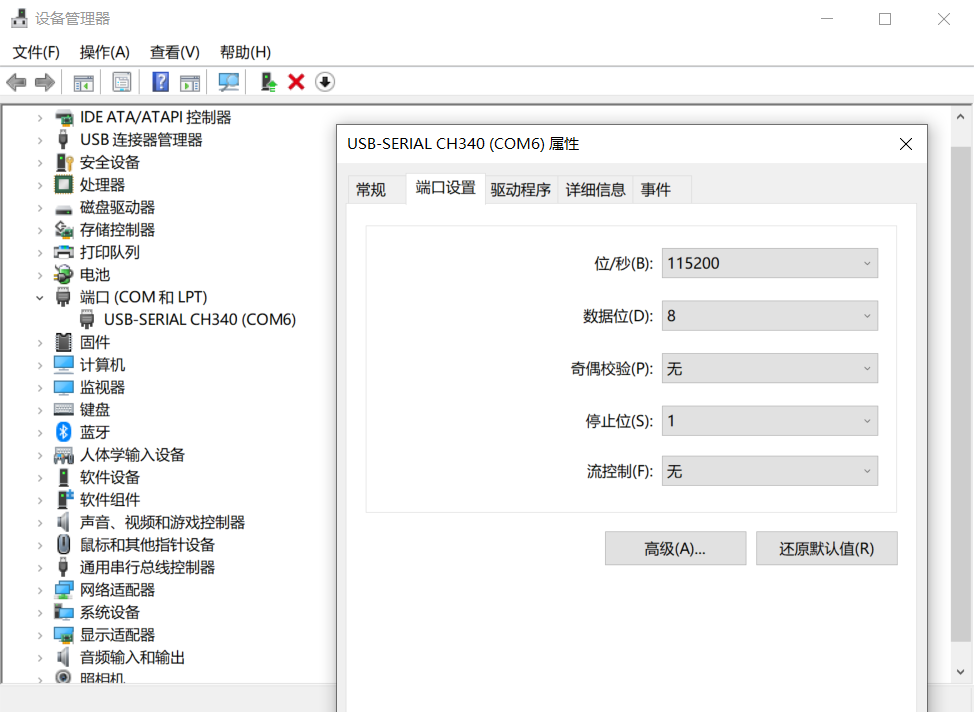 设备管理器
文件(F) 操作(A) 查看(V) 帮助(H)
IDE ATA/ATAPI 控制器
USB 连接器管理器
安全设备
处理器
磁盘驱动器
存储控制器
打印队列
电池
端口 (COM 和 LPT)
USB-SERIAL CH340 (COM6)
固件
计算机
监视器
键盘
蓝牙
人体学输入设备
软件设备
软件组件
声音、视频和游戏控制器
鼠标和其他指针设备
通用串行总线控制器
网络适配器
系统设备
显示适配器
音频输入和输出
照相机
USB-SERIAL CH340 (COM6) 属性
常规 端口设置 驱动程序 详细信息 事件
位/秒(B): 115200
数据位(D): 8
奇偶校验(P): 无
停止位(S): 1
流控制(F): 无
高级(A)... 还原默认值(R)